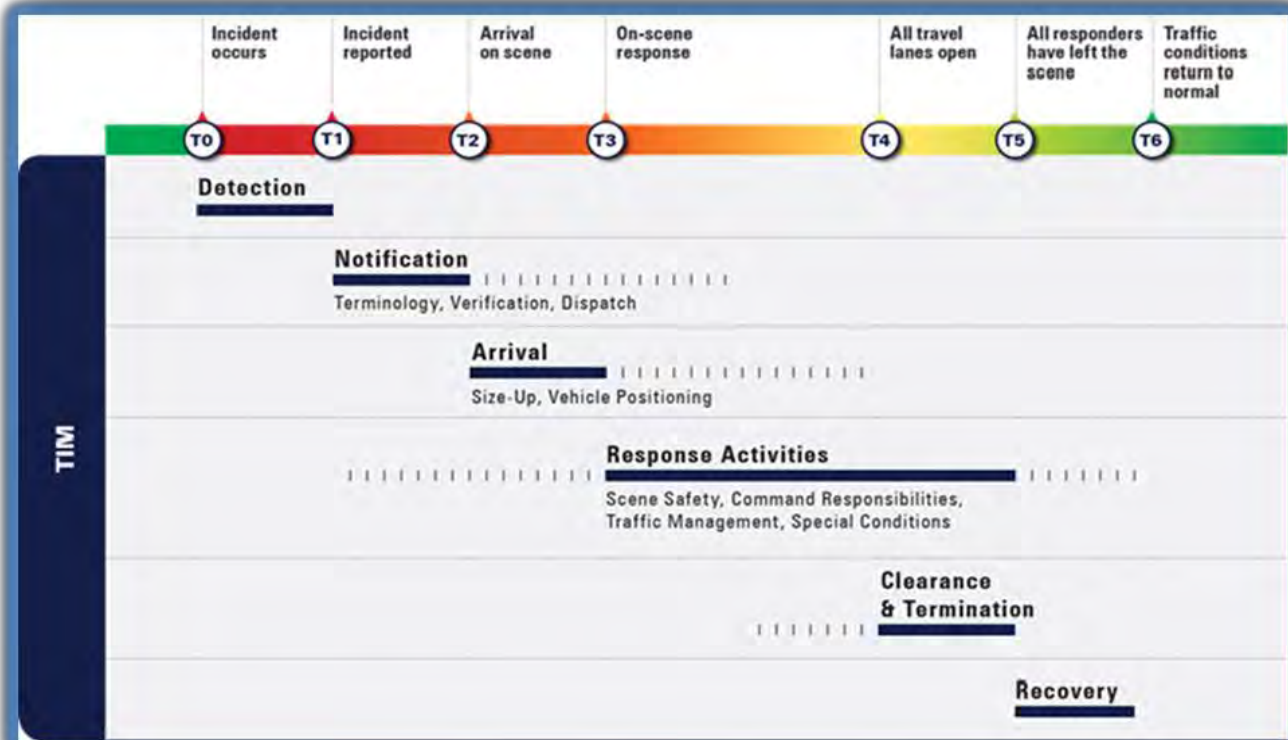 Incident
occurs
Incident
reported
Arrival
on scene
On-scene
response
All travel
lanes open
All responders
have left the
scene
Traffic
conditions
return to
normal
T0
T1
T2
T3
T4
T5
T6
TIM
Detection
Notification
Terminology, Verification, Dispatch
Arrival
Size-Up, Vehicle Positioning
Response Activities
Scene Safety, Command Responsibilities,
Traffic Management, Special Conditions
Clearance
& Termination
Recovery